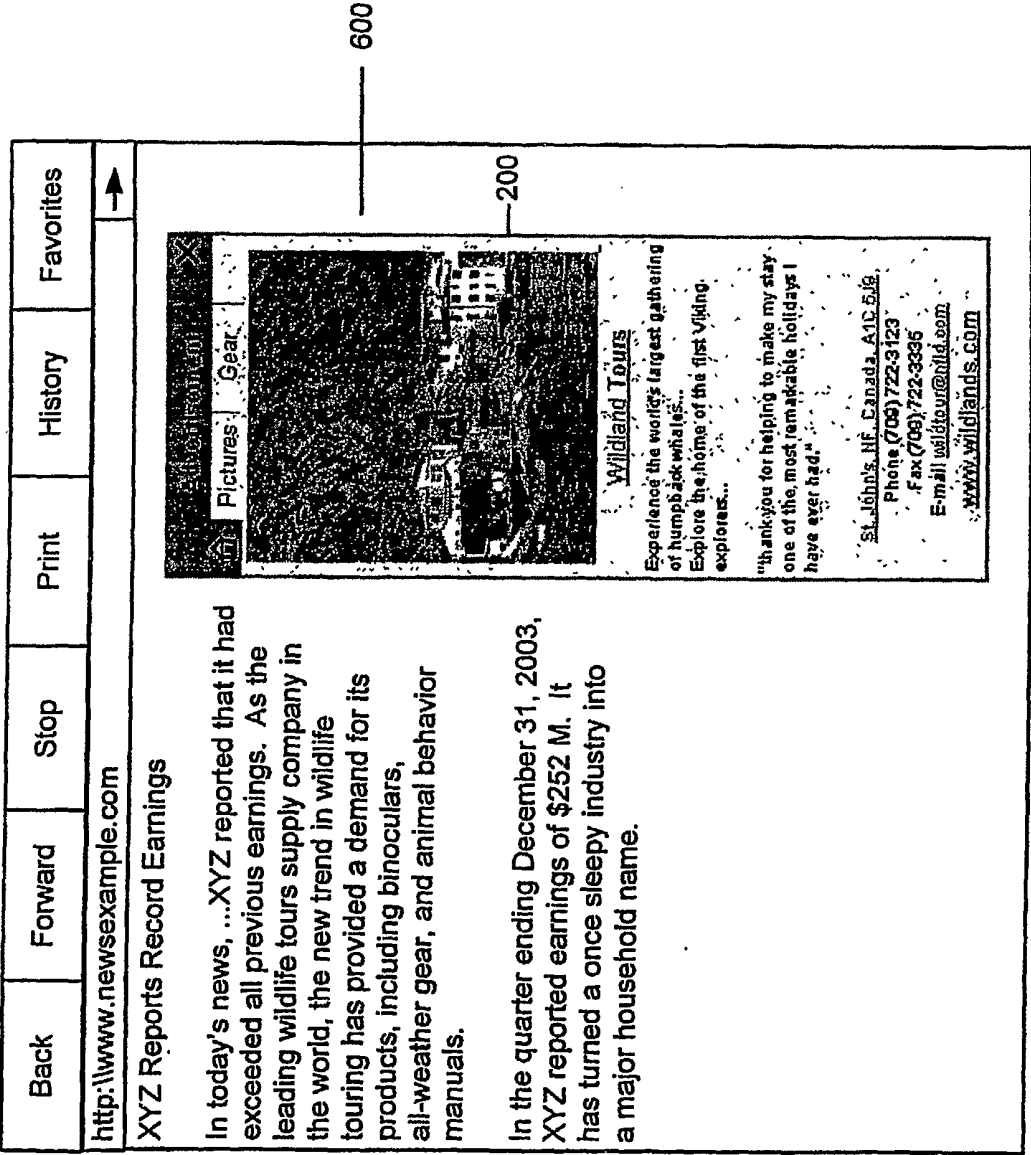 Back Forward Stop Print History Favorites
http:\\www.newsexample.com
XYZ Reports Record Earnings
In today's news, ...XYZ reported that it had
exceeded all previous earnings. As the
leading wildlife tours supply company in
the world, the new trend in wildlife
touring has provided a demand for its
products, including binoculars,
all-weather gear, and animal behavior
manuals.
In the quarter ending December 31, 2003,
XYZ reported earnings of $252 M. It
has turned a once sleepy industry into
a major household name.
Pictures Gear
Wildland Tours
Experience the world's largest gathering
of humpback whales...
Explore the home of the first Viking
explorers...
"thank you for helping to make my stay
one of the most remarkable holidays I
have ever had."
St. John's, NF, Canada, A1C 5J9,
Phone (709) 722-3123
Fax (709) 722-3335
E-mail wildtour@nfld.com
www.wildlands.com
200
600